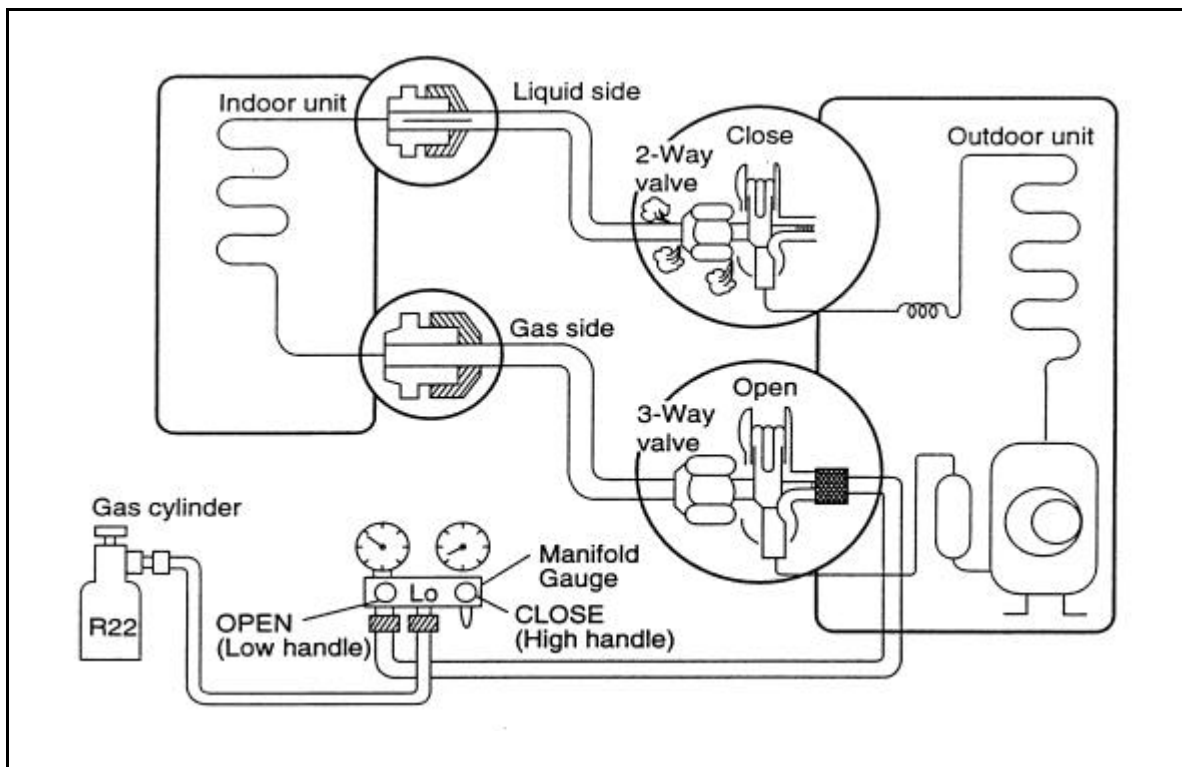 Indoor unit
Liquid side
Close
2-Way
valve
Outdoor unit
Gas side
Open
3-Way
valve
Gas cylinder
R22
Manifold
Gauge
Lo
OPEN
(Low handle)
CLOSE
(High handle)